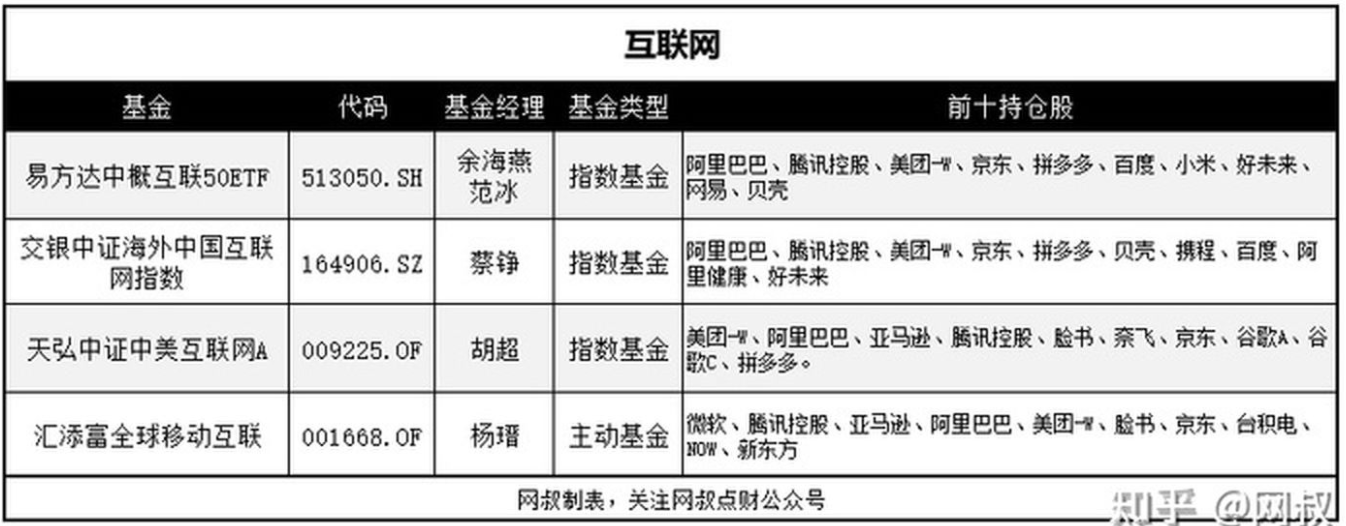 互联网
基金 代码 基金经理 基金类型 前十持仓股
易方达中概互联50ETF 513050.SH 余海燕 范冰 指数基金 阿里巴巴、腾讯控股、美团-W、京东、拼多多、百度、小米、好未来、
网易、贝壳
交银中证海外中国互联
网指数 164906.SZ 蔡铮 指数基金 阿里巴巴、腾讯控股、美团-W、京东、拼多多、贝壳、携程、百度、阿
里健康、好未来
天弘中证中美互联网A 009225.OF 胡超 指数基金 美团-W、阿里巴巴、亚马逊、腾讯控股、脸书、奈飞、京东、谷歌A、谷
歌C、拼多多。
汇添富全球移动互联 001668.OF 杨瑨 主动基金 微软、腾讯控股、亚马逊、阿里巴巴、美团-W、脸书、京东、台积电、
NOW、新东方
网叔制表，关注网叔点财公众号
知乎 @网叔